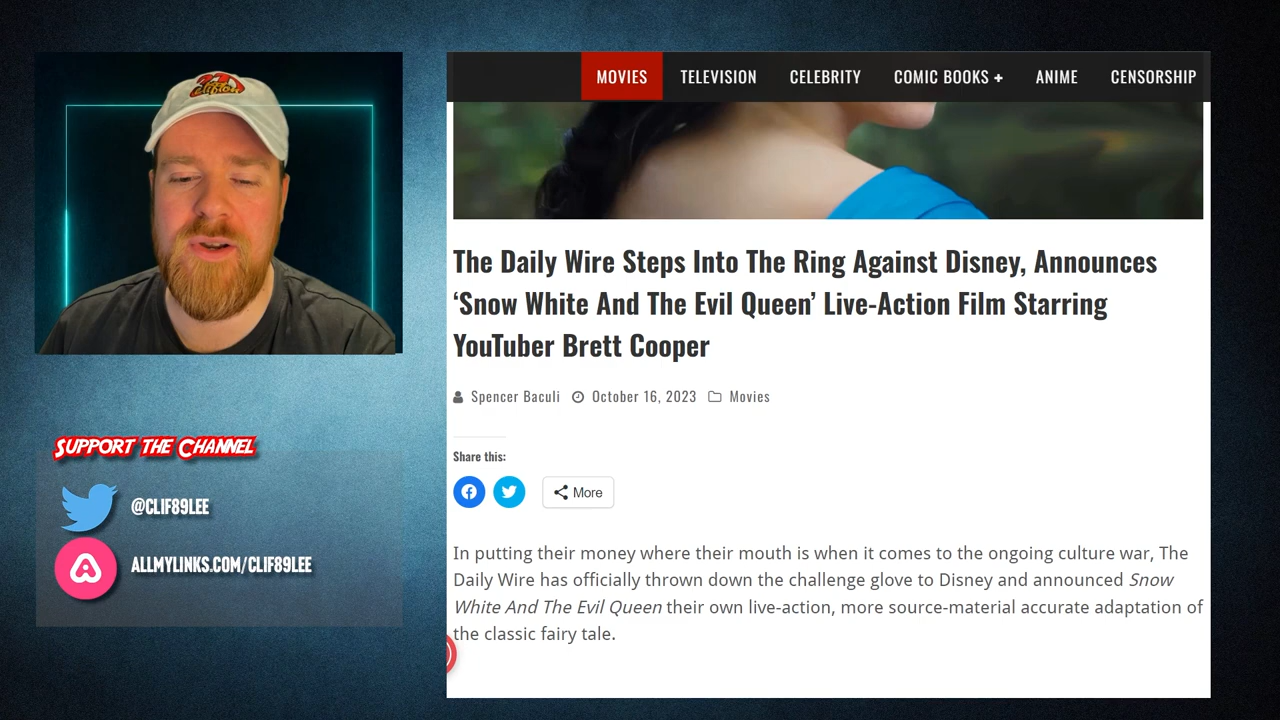 MOVIES TELEVISION CELEBRITY COMIC BOOKS + ANIME CENSORSHIP
The Daily Wire Steps Into The Ring Against Disney, Announces
‘Snow White And The Evil Queen’ Live-Action Film Starring
YouTuber Brett Cooper
Spencer Baculi October 16, 2023 Movies
Share this:
More
In putting their money where their mouth is when it comes to the ongoing culture war, The
Daily Wire has officially thrown down the challenge glove to Disney and announced Snow
White And The Evil Queen their own live-action, more source-material accurate adaptation of
the classic fairy tale.
SUPPORT THE CHANNEL
@CLIF89LEE
ALLMYLINKS.COM/CLIF89LEE